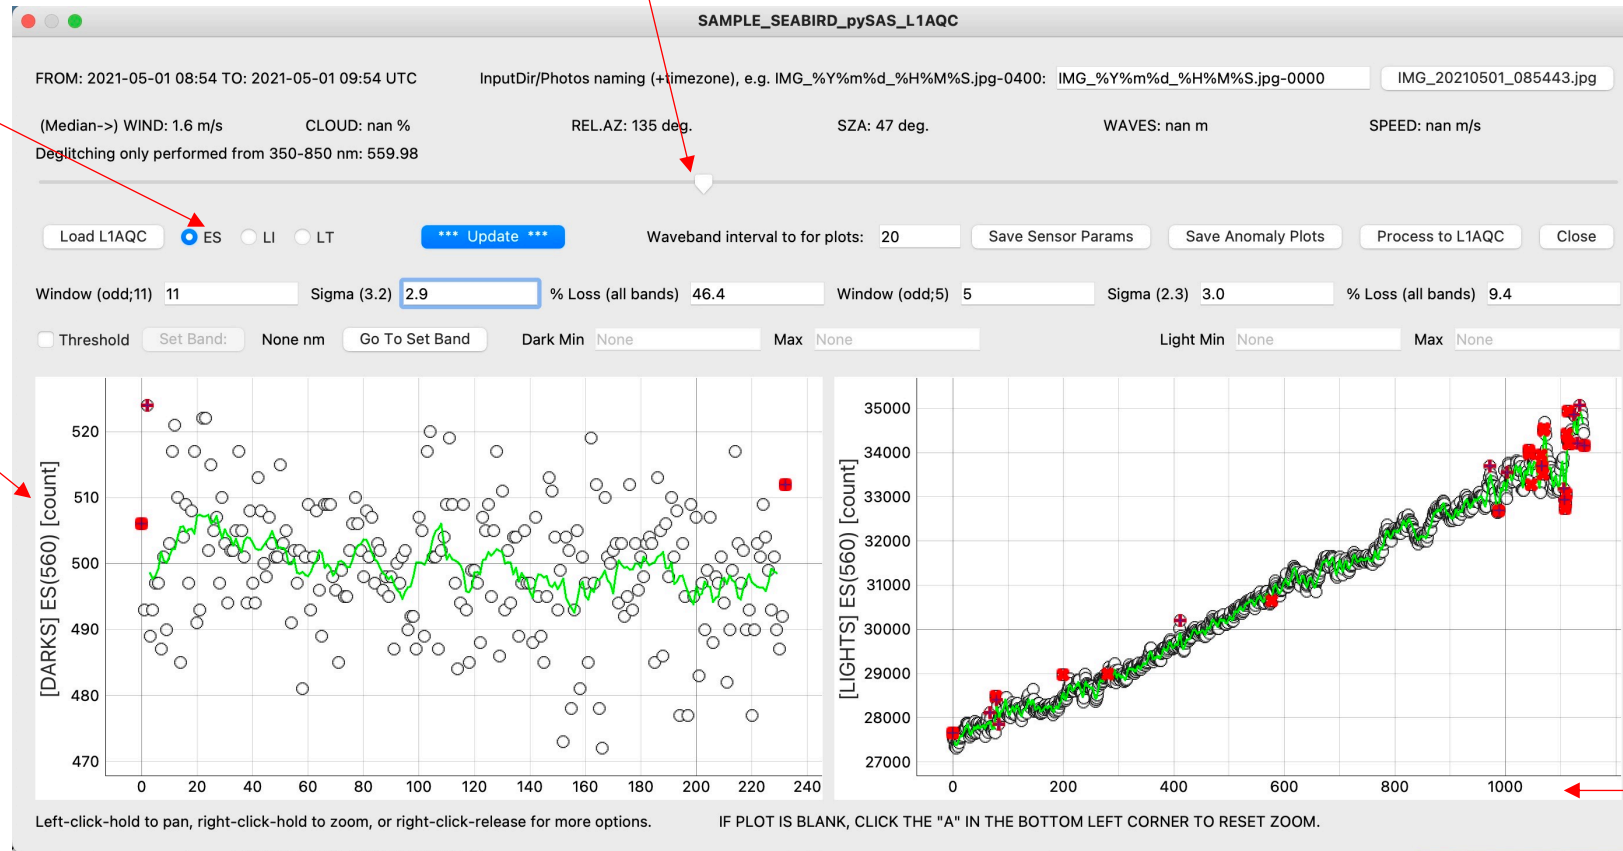 SAMPLE_SEABIRD_pySAS_L1AQC
FROM: 2021-05-01 08:54 TO: 2021-05-01 09:54 UTC InputDir/Photos naming (+timezone), e.g. IMG_%Y%m%d_%H%M%S.jpg-0400: IMG_%Y%m%d_%H%M%S.jpg-0000 IMG_20210501_085443.jpg
(Median->) WIND: 1.6 m/s CLOUD: nan % REL.AZ: 135 deg. SZA: 47 deg. WAVES: nan m SPEED: nan m/s
Deglitching only performed from 350-850 nm: 559.98
Load L1AQC ES LI LT *** Update *** Waveband interval to for plots: 20 Save Sensor Params Save Anomaly Plots Process to L1AQC Close
Window (odd;11) 11 Sigma (3.2) 2.9 % Loss (all bands) 46.4 Window (odd;5) 5 Sigma (2.3) 3.0 % Loss (all bands) 9.4
Threshold Set Band: None nm Go To Set Band Dark Min None Max None Light Min None Max None
[DARKS] ES(560) [count]
520
510
500
490
480
470
0 20 40 60 80 100 120 140 160 180 200 220 240
[LIGHTS] ES(560) [count]
35000
34000
33000
32000
31000
30000
29000
28000
27000
0 200 400 600 800 1000
Left-click-hold to pan, right-click-hold to zoom, or right-click-release for more options. IF PLOT IS BLANK, CLICK THE "A" IN THE BOTTOM LEFT CORNER TO RESET ZOOM.